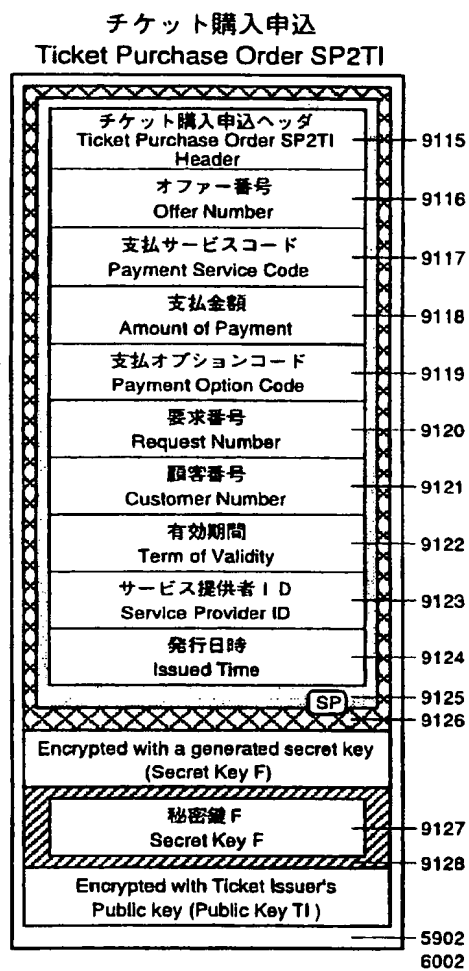 チケット購入申込
Ticket Purchase Order SP2TI
チケット購入申込ヘッダ
Ticket Purchase Order SP2TI
Header
9115
オファー番号
Offer Number
9116
支払サービスコード
Payment Service Code
9117
支払金額
Amount of Payment
9118
支払オプションコード
Payment Option Code
9119
要求番号
Request Number
9120
顧客番号
Customer Number
9121
有効期間
Term of Validity
9122
サービス提供者ID
Service Provider ID
9123
発行日時
Issued Time
9124
SP
9125
9126
Encrypted with a generated secret key
(Secret Key F)
秘密鍵F
Secret Key F
9127
9128
Encrypted with Ticket Issuer's
Public key (Public Key TI )
5902
6002